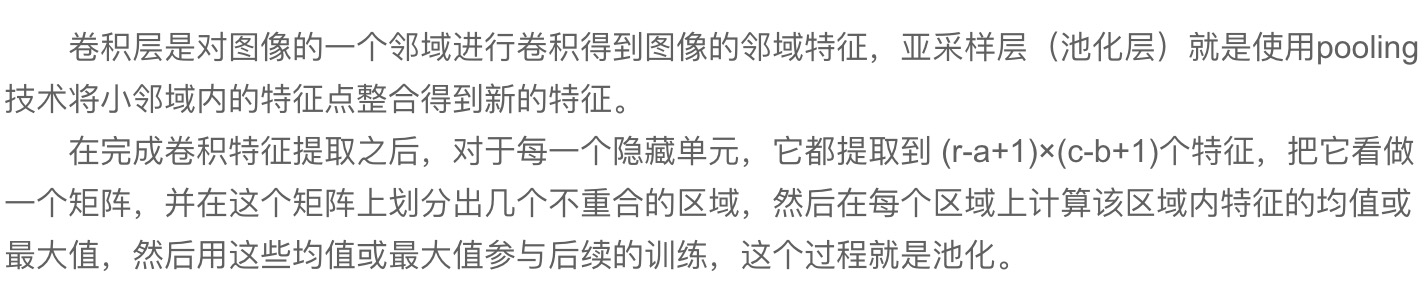 卷积层是对图像的一个邻域进行卷积得到图像的邻域特征，亚采样层（池化层）就是使用pooling
技术将小邻域内的特征点整合得到新的特征。
在完成卷积特征提取之后，对于每一个隐藏单元，它都提取到 (r-a+1)×(c-b+1)个特征，把它看做
一个矩阵，并在这个矩阵上划分出几个不重合的区域，然后在每个区域上计算该区域内特征的均值或
最大值，然后用这些均值或最大值参与后续的训练，这个过程就是池化。